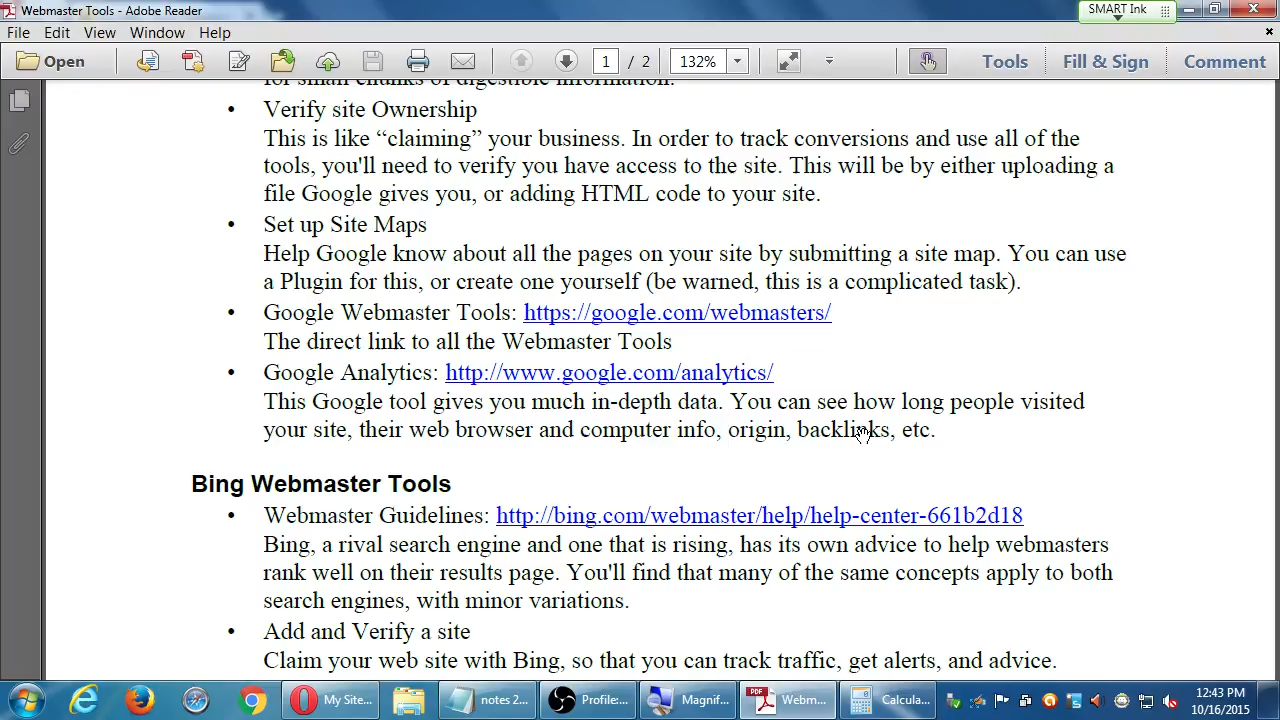 Webmaster Tools - Adobe Reader
SMART Ink
File Edit View Window Help
Open 1 / 2 132% Tools Fill & Sign Comment
for small chunks of digestible information.
• Verify site Ownership
This is like “claiming” your business. In order to track conversions and use all of the
tools, you'll need to verify you have access to the site. This will be by either uploading a
file Google gives you, or adding HTML code to your site.
• Set up Site Maps
Help Google know about all the pages on your site by submitting a site map. You can use
a Plugin for this, or create one yourself (be warned, this is a complicated task).
• Google Webmaster Tools: https://google.com/webmasters/
The direct link to all the Webmaster Tools
• Google Analytics: http://www.google.com/analytics/
This Google tool gives you much in-depth data. You can see how long people visited
your site, their web browser and computer info, origin, backlinks, etc.
Bing Webmaster Tools
• Webmaster Guidelines: http://bing.com/webmaster/help/help-center-661b2d18
Bing, a rival search engine and one that is rising, has its own advice to help webmasters
rank well on their results page. You'll find that many of the same concepts apply to both
search engines, with minor variations.
• Add and Verify a site
Claim your web site with Bing, so that you can track traffic, get alerts, and advice.
My Site... notes 2... Profile:... Magnif... Webm... Calcula...
12:43 PM
10/16/2015